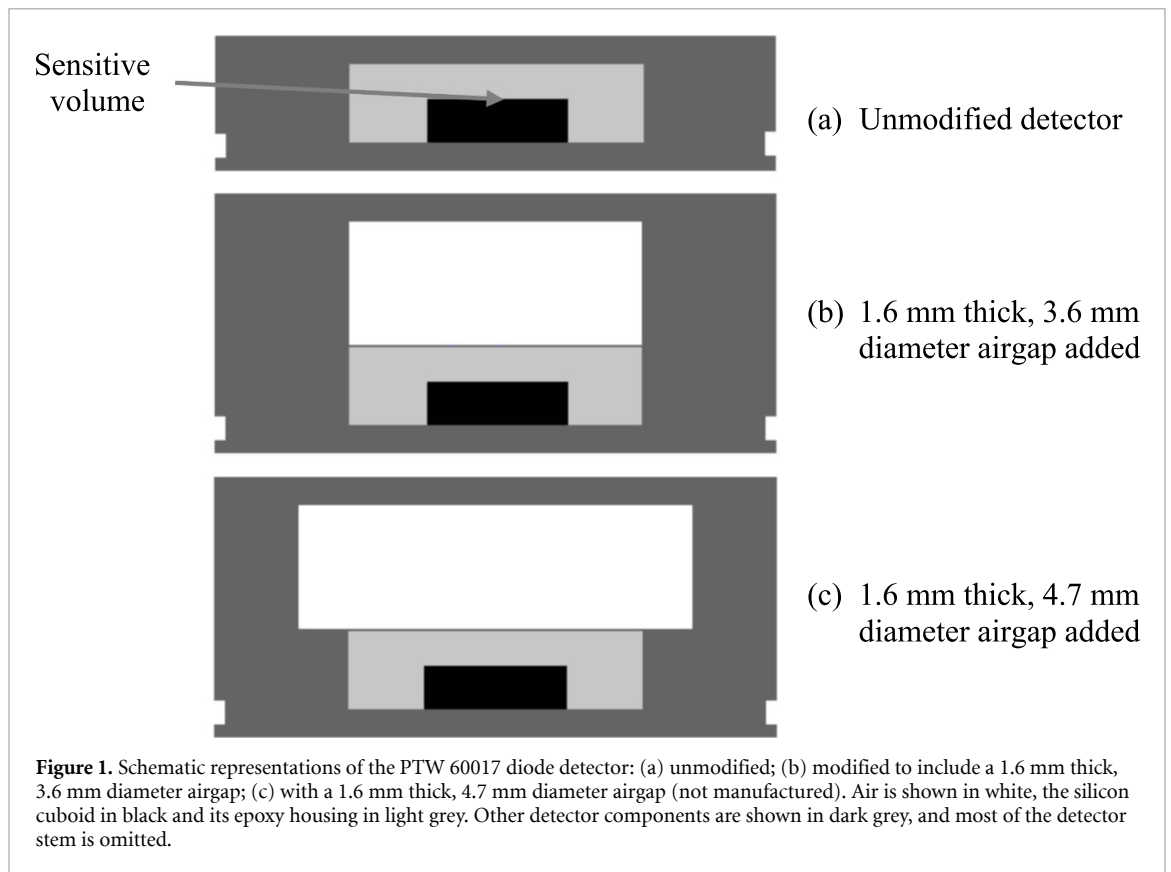 Sensitive
volume
(a) Unmodified detector
(b) 1.6 mm thick, 3.6 mm
diameter airgap added
(c) 1.6 mm thick, 4.7 mm
diameter airgap added
Figure 1. Schematic representations of the PTW 60017 diode detector: (a) unmodified; (b) modified to include a 1.6 mm thick,
3.6 mm diameter airgap; (c) with a 1.6 mm thick, 4.7 mm diameter airgap (not manufactured). Air is shown in white, the silicon
cuboid in black and its epoxy housing in light grey. Other detector components are shown in dark grey, and most of the detector
stem is omitted.